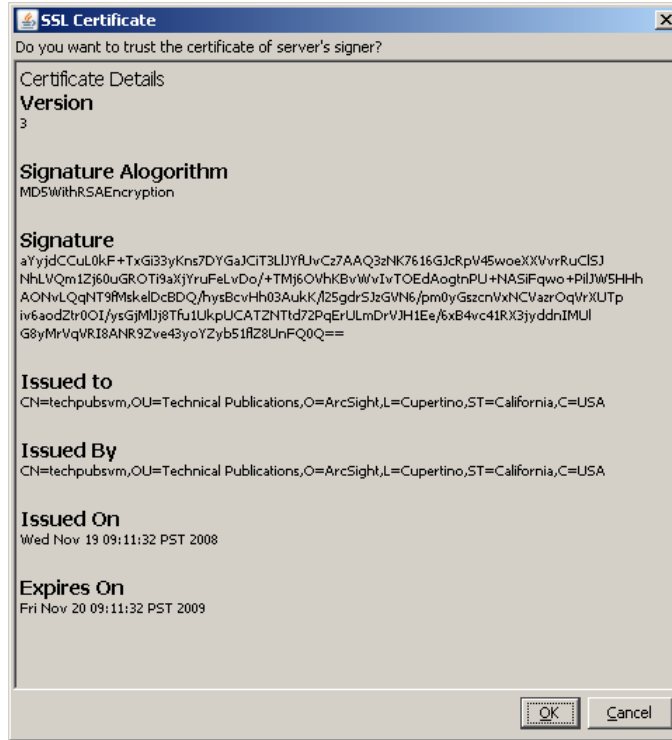 SSL Certificate
Do you want to trust the certificate of server's signer?
Certificate Details
Version
3
Signature Alogorithm
MD5WithRSAEncryption
Signature
aYyjdCCuL0kF+TxGi33yKns7DYGaJCiT3LlJYfUvCz7AAQ3zNK7616GJcRpV45woeXXVvrRuClSJ
NhLVQm1Zj60uGROTi9aXjYruFeLvDo/+TMj6OVhKBvWvIvTOEdAogtnPU+NASiFqwo+PilJW5HHh
AONvLQqNT9fMskelDcBDQ/hysBcvHh03AukK/l25gdrSJzGVN6/pm0yGszcnVxNCVazrOqVrXUTp
iv6aodZtr0OI/ysGjMlJj8Tfu1UkpUCATZNTtd72PqErULmDrVJH1Ee/6xB4vc41RX3jyddnIMUl
G8yMrVqVRI8ANR9Zve43yoYZyb51flZ8UnFQ0Q==
Issued to
CN=techpubsvm,OU=Technical Publications,O=ArcSight,L=Cupertino,ST=California,C=USA
Issued By
CN=techpubsvm,OU=Technical Publications,O=ArcSight,L=Cupertino,ST=California,C=USA
Issued On
Wed Nov 19 09:11:32 PST 2008
Expires On
Fri Nov 20 09:11:32 PST 2009
OK Cancel